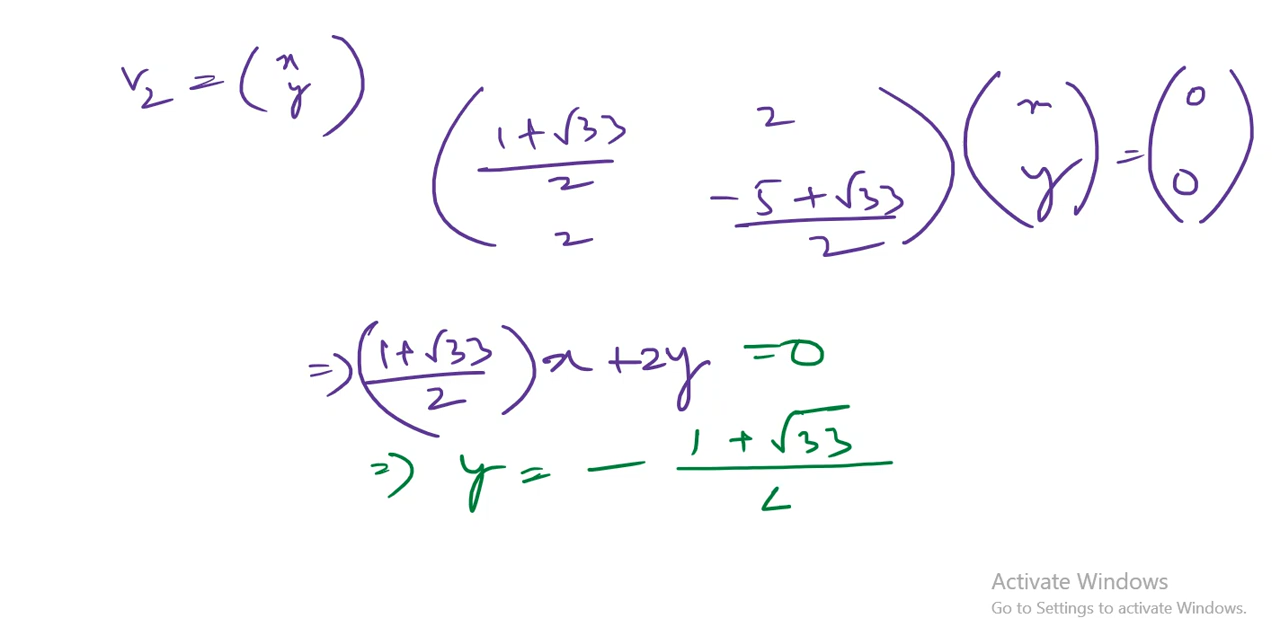 v₂ = (x y)
((1+√33)/2 2 2 (-5+√33)/2) (x y) = (0 0)
⇒ ((1+√33)/2)x + 2y = 0
⇒ y = - (1+√33)/4
Activate Windows
Go to Settings to activate Windows.